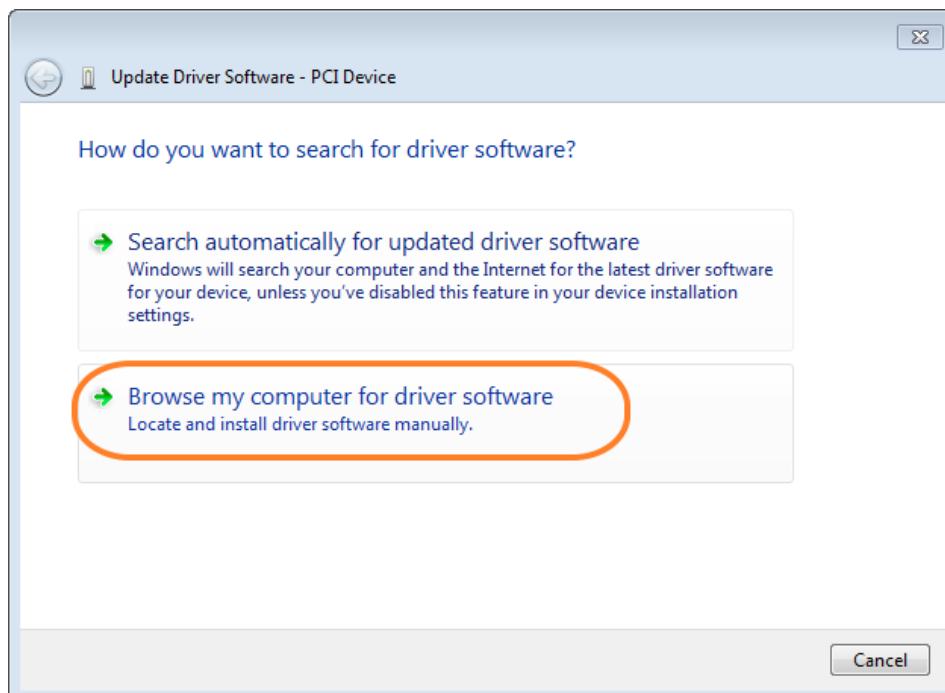 Update Driver Software - PCI Device
How do you want to search for driver software?
Search automatically for updated driver software
Windows will search your computer and the Internet for the latest driver software
for your device, unless you've disabled this feature in your device installation
settings.
Browse my computer for driver software
Locate and install driver software manually.
Cancel